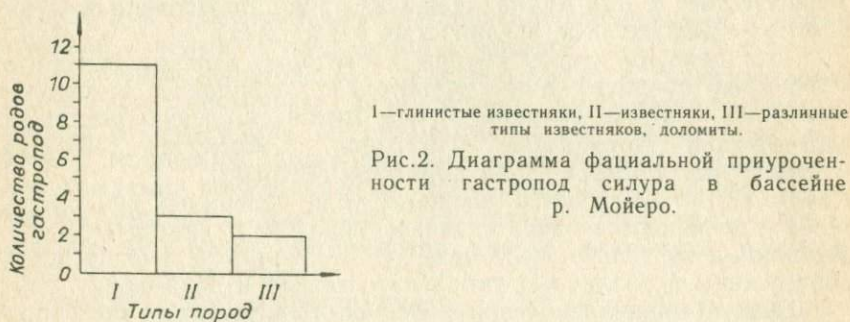 Количество родов
гастропод
12
10
8
6
4
2
0
I II III
Типы пород
I—глинистые известняки, II—известняки, III—различные
типы известняков, доломиты.
Рис.2. Диаграмма фациальной приурочен-
ности гастропод силура в бассейне
р. Мойеро.